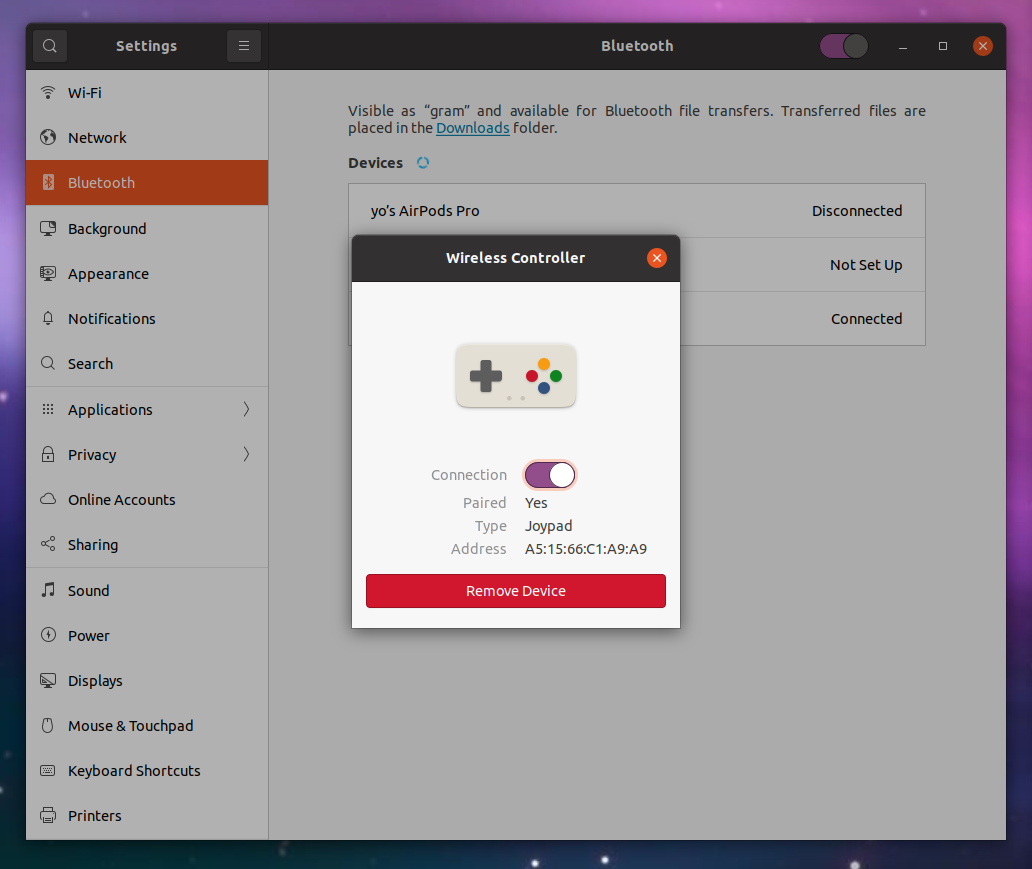 Settings
Bluetooth
Wi-Fi
Network
Bluetooth
Background
Appearance
Notifications
Search
Applications
Privacy
Online Accounts
Sharing
Sound
Power
Displays
Mouse & Touchpad
Keyboard Shortcuts
Printers
Visible as “gram” and available for Bluetooth file transfers. Transferred files are
placed in the Downloads folder.
Devices
yo’s AirPods Pro Disconnected
Not Set Up
Connected
Wireless Controller
Connection
Paired Yes
Type Joypad
Address A5:15:66:C1:A9:A9
Remove Device